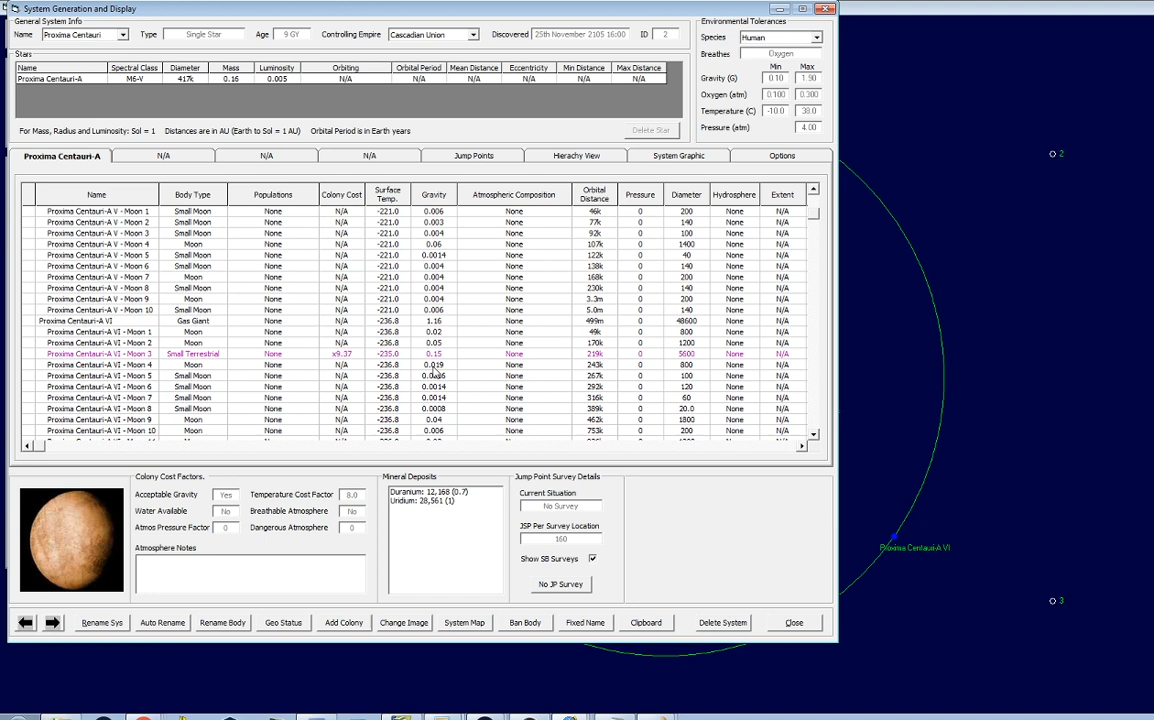 System Generation and Display
General System Info
Name Proxima Centauri Type Single Star Age 9 GY Controlling Empire Cascadian Union Discovered 25th November 2105 16:00 ID 2
Environmental Tolerances
Species Human
Breathes Oxygen
Min Max
Gravity (G) 0.10 1.90
Oxygen (atm) 0.100 0.300
Temperature (C) -10.0 38.0
Pressure (atm) 4.00
Stars
Name Spectral Class Diameter Mass Luminosity Orbiting Orbital Period Mean Distance Eccentricity Min Distance Max Distance
Proxima Centauri-A M6-V 417k 0.16 0.005 N/A N/A N/A N/A N/A N/A
For Mass, Radius and Luminosity: Sol = 1 Distances are in AU (Earth to Sol = 1 AU) Orbital Period is in Earth years
Delete Star
Proxima Centauri-A N/A N/A N/A Jump Points Hierachy View System Graphic Options
Name Body Type Populations Colony Cost Surface Temp. Gravity Atmospheric Composition Orbital Distance Pressure Diameter Hydrosphere Extent
Proxima Centauri-A V - Moon 1 Small Moon None N/A -221.0 0.006 None 46k 0 200 None N/A
Proxima Centauri-A V - Moon 2 Small Moon None N/A -221.0 0.003 None 77k 0 140 None N/A
Proxima Centauri-A V - Moon 3 Small Moon None N/A -221.0 0.004 None 92k 0 100 None N/A
Proxima Centauri-A V - Moon 4 Moon None N/A -221.0 0.06 None 107k 0 1400 None N/A
Proxima Centauri-A V - Moon 5 Small Moon None N/A -221.0 0.0014 None 122k 0 40 None N/A
Proxima Centauri-A V - Moon 6 Small Moon None N/A -221.0 0.004 None 138k 0 140 None N/A
Proxima Centauri-A V - Moon 7 Moon None N/A -221.0 0.004 None 168k 0 200 None N/A
Proxima Centauri-A V - Moon 8 Small Moon None N/A -221.0 0.004 None 230k 0 140 None N/A
Proxima Centauri-A V - Moon 9 Moon None N/A -221.0 0.004 None 3.3m 0 200 None N/A
Proxima Centauri-A V - Moon 10 Small Moon None N/A -221.0 0.006 None 5.0m 0 140 None N/A
Proxima Centauri-A VI Gas Giant None N/A -236.8 1.16 None 499m 0 48600 None N/A
Proxima Centauri-A VI - Moon 1 Moon None N/A -236.8 0.02 None 49k 0 800 None N/A
Proxima Centauri-A VI - Moon 2 Moon None N/A -236.8 0.05 None 170k 0 1200 None N/A
Proxima Centauri-A VI - Moon 3 Small Terrestrial None x9.37 -235.0 0.15 None 219k 0 5600 None N/A
Proxima Centauri-A VI - Moon 4 Moon None N/A -236.8 0.019 None 243k 0 800 None N/A
Proxima Centauri-A VI - Moon 5 Small Moon None N/A -236.8 None 267k 0 100 None N/A
Proxima Centauri-A VI - Moon 6 Small Moon None N/A -236.8 0.0014 None 292k 0 120 None N/A
Proxima Centauri-A VI - Moon 7 Small Moon None N/A -236.8 0.0014 None 316k 0 60 None N/A
Proxima Centauri-A VI - Moon 8 Small Moon None N/A -236.8 0.0008 None 389k 0 20.0 None N/A
Proxima Centauri-A VI - Moon 9 Moon None N/A -236.8 0.04 None 462k 0 1800 None N/A
Proxima Centauri-A VI - Moon 10 Moon None N/A -236.8 0.006 None 753k 0 200 None N/A
Colony Cost Factors.
Acceptable Gravity Yes Temperature Cost Factor 8.0
Water Available No Breathable Atmosphere No
Atmos Pressure Factor 0 Dangerous Atmosphere 0
Atmosphere Notes
Mineral Deposits
Duranium: 12,168 (0.7)
Uridium: 28,561 (1)
Jump Point Survey Details
Current Situation
No Survey
JSP Per Survey Location
160
Show SB Surveys
No JP Survey
Rename Sys Auto Rename Rename Body Geo Status Add Colony Change Image System Map Ban Body Fixed Name Clipboard Delete System Close
2
Proxima Centauri-A VI
3